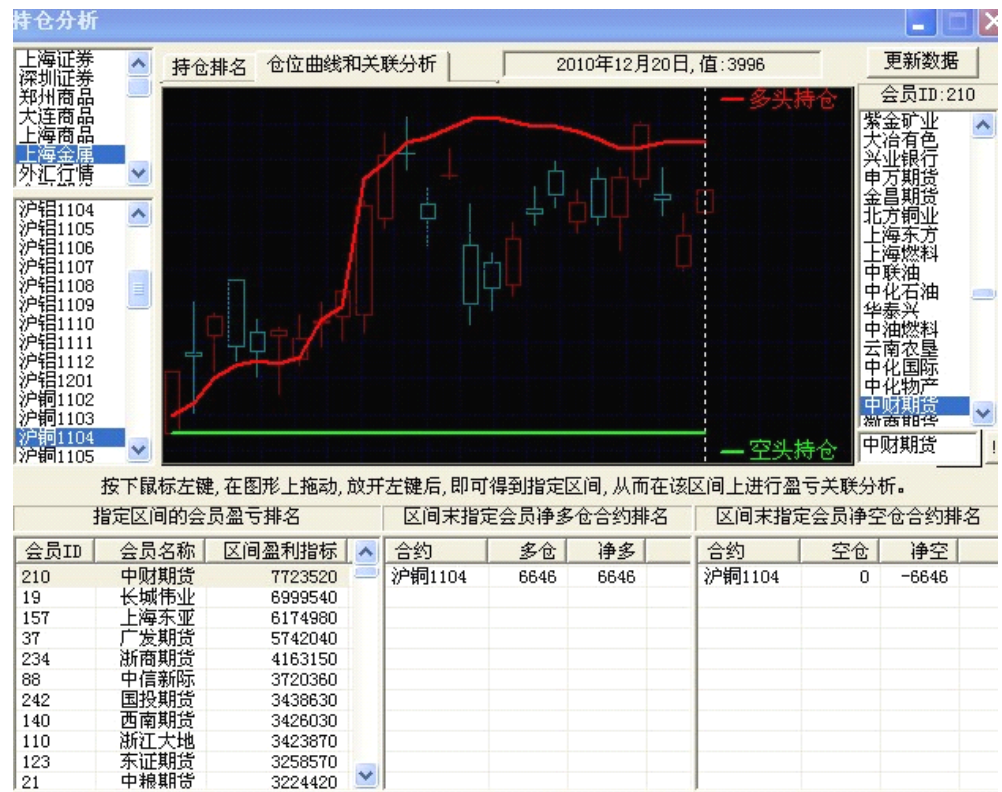 持仓分析
上海证券
深圳证券
郑州商品
大连商品
上海商品
上海金属
外汇行情
持仓排名 仓位曲线和关联分析
2010年12月20日,值:3996
更新数据
会员ID:210
多头持仓
空头持仓
沪铝1104
沪铝1105
沪铝1106
沪铝1107
沪铝1108
沪铝1109
沪铝1110
沪铝1111
沪铝1112
沪铝1201
沪铜1102
沪铜1103
沪铜1104
沪铜1105
紫金矿业
大冶有色
兴业银行
申万期货
金昌期货
北方铜业
上海东方
上海燃料
中联油
中化石油
华泰兴
中油燃料
云南农垦
中化国际
中化物产
中财期货
浙商期货
中财期货
!
按下鼠标左键,在图形上拖动,放开左键后,即可得到指定区间,从而在该区间上进行盈亏关联分析。
指定区间的会员盈亏排名
会员ID 会员名称 区间盈利指标
210 中财期货 7723520
19 长城伟业 6999540
157 上海东亚 6174980
37 广发期货 5742040
234 浙商期货 4163150
88 中信新际 3720360
242 国投期货 3438630
140 西南期货 3426030
110 浙江大地 3423870
123 东证期货 3258570
21 中粮期货 3224420
区间末指定会员净多仓合约排名
合约 多仓 净多
沪铜1104 6646 6646
区间末指定会员净空仓合约排名
合约 空仓 净空
沪铜1104 0 -6646